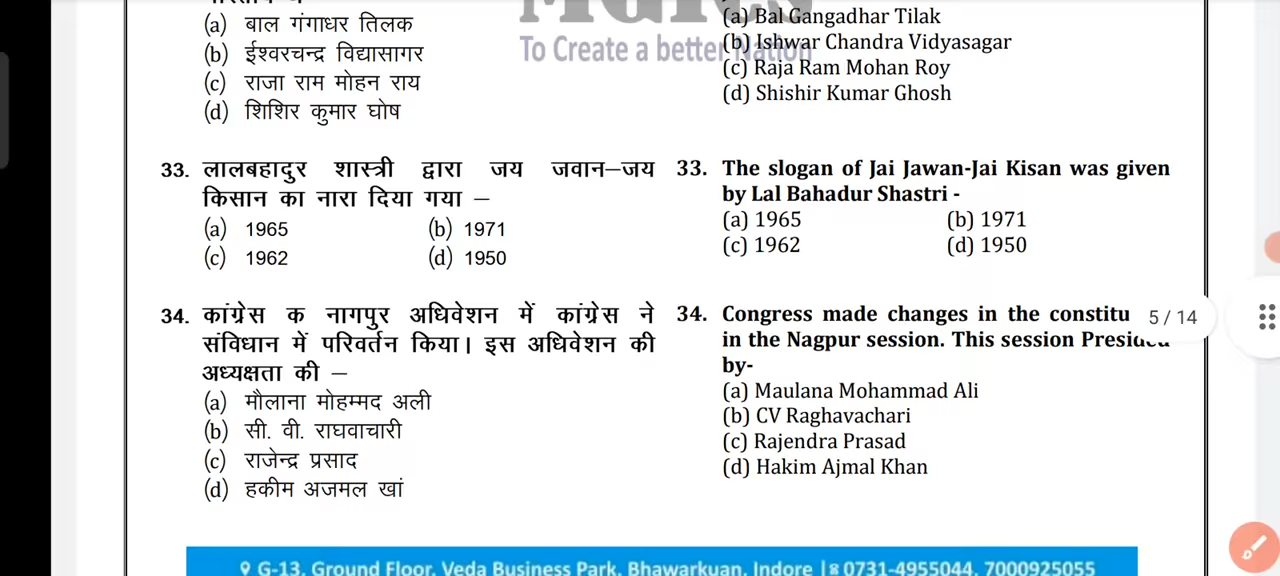 (a) बाल गंगाधर तिलक
(b) ईश्वरचन्द्र विद्यासागर
(c) राजा राम मोहन राय
(d) शिशिर कुमार घोष
33. लालबहादुर शास्त्री द्वारा जय जवान–जय
किसान का नारा दिया गया –
(a) 1965 (b) 1971
(c) 1962 (d) 1950
34. कांग्रेस क नागपुर अधिवेशन में कांग्रेस ने
संविधान में परिवर्तन किया। इस अधिवेशन की
अध्यक्षता की –
(a) मौलाना मोहम्मद अली
(b) सी. वी. राघवाचारी
(c) राजेन्द्र प्रसाद
(d) हकीम अजमल खां
To Create a better Nation
(a) Bal Gangadhar Tilak
(b) Ishwar Chandra Vidyasagar
(c) Raja Ram Mohan Roy
(d) Shishir Kumar Ghosh
33. The slogan of Jai Jawan-Jai Kisan was given
by Lal Bahadur Shastri -
(a) 1965 (b) 1971
(c) 1962 (d) 1950
34. Congress made changes in the constitu
in the Nagpur session. This session
by-
(a) Maulana Mohammad Ali
(b) CV Raghavachari
(c) Rajendra Prasad
(d) Hakim Ajmal Khan
5 / 14
G-13, Ground Floor, Veda Business Park, Bhawarkuan, Indore | 0731-4955044, 7000925055